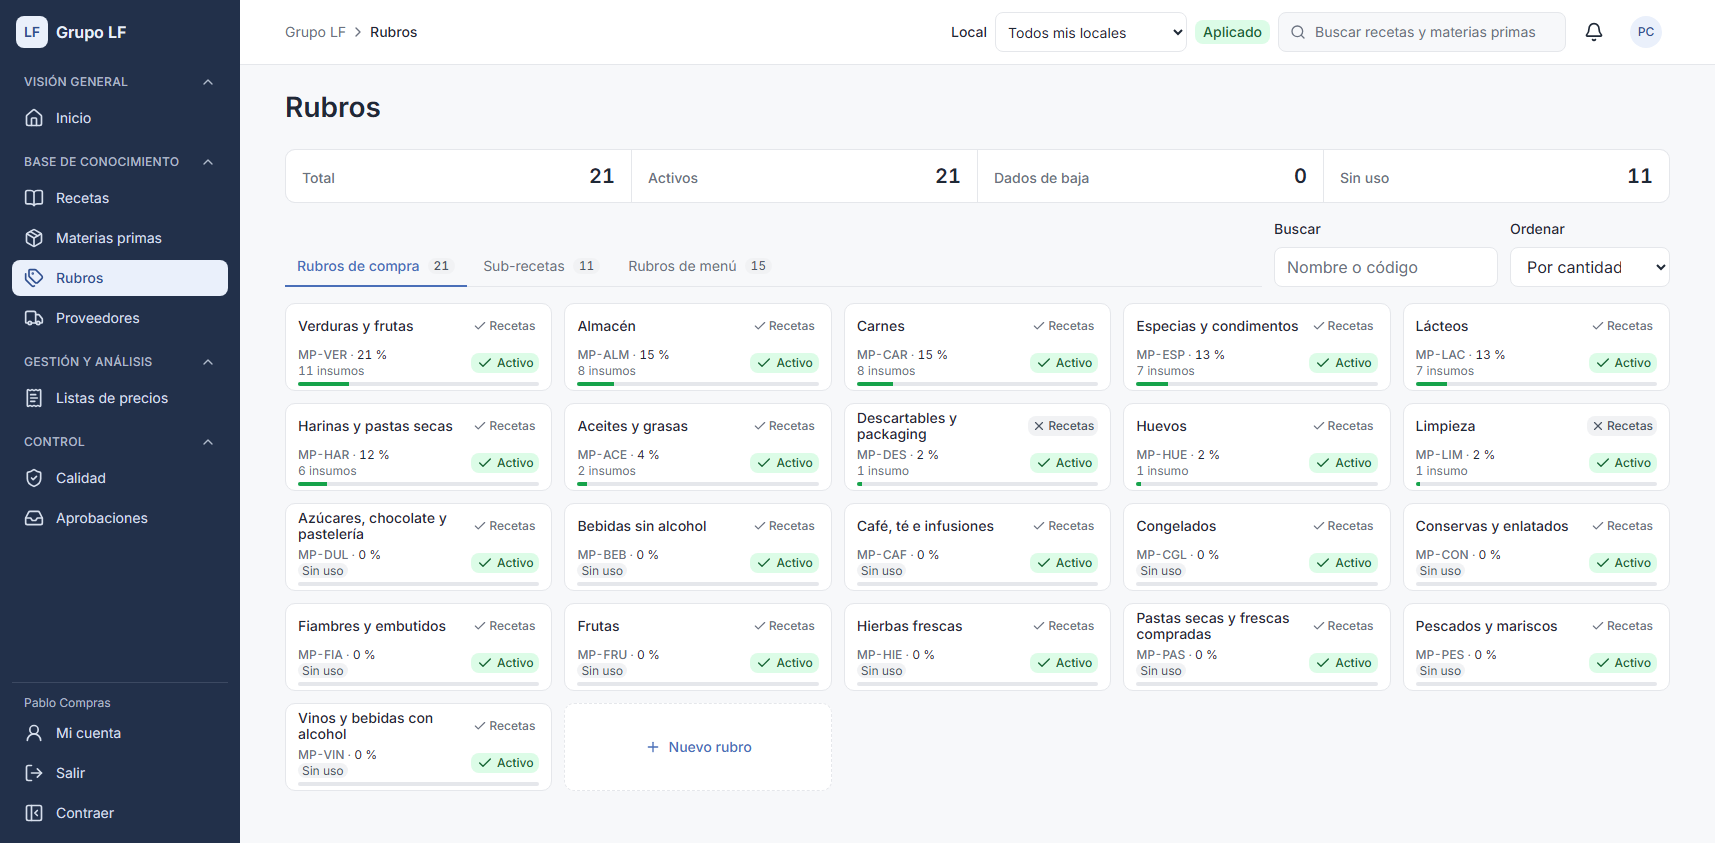 LF Grupo LF
VISIÓN GENERAL
Inicio
BASE DE CONOCIMIENTO
Recetas
Materias primas
Rubros
Proveedores
GESTIÓN Y ANÁLISIS
Listas de precios
CONTROL
Calidad
Aprobaciones
Pablo Compras
Mi cuenta
Salir
Contraer
Grupo LF > Rubros
Local Todos mis locales Aplicado Buscar recetas y materias primas PC
Rubros
Total 21 Activos 21 Dados de baja 0 Sin uso 11
Buscar Ordenar
Rubros de compra 21 Sub-recetas 11 Rubros de menú 15 Nombre o código Por cantidad
Verduras y frutas Recetas
MP-VER · 21 %
11 insumos Activo
Almacén Recetas
MP-ALM · 15 %
8 insumos Activo
Carnes Recetas
MP-CAR · 15 %
8 insumos Activo
Especias y condimentos Recetas
MP-ESP · 13 %
7 insumos Activo
Lácteos Recetas
MP-LAC · 13 %
7 insumos Activo
Harinas y pastas secas Recetas
MP-HAR · 12 %
6 insumos Activo
Aceites y grasas Recetas
MP-ACE · 4 %
2 insumos Activo
Descartables y
packaging Recetas
MP-DES · 2 %
1 insumo Activo
Huevos Recetas
MP-HUE · 2 %
1 insumo Activo
Limpieza Recetas
MP-LIM · 2 %
1 insumo Activo
Azúcares, chocolate y
pastelería Recetas
MP-DUL · 0 %
Sin uso Activo
Bebidas sin alcohol Recetas
MP-BEB · 0 %
Sin uso Activo
Café, té e infusiones Recetas
MP-CAF · 0 %
Sin uso Activo
Congelados Recetas
MP-CGL · 0 %
Sin uso Activo
Conservas y enlatados Recetas
MP-CON · 0 %
Sin uso Activo
Fiambres y embutidos Recetas
MP-FIA · 0 %
Sin uso Activo
Frutas Recetas
MP-FRU · 0 %
Sin uso Activo
Hierbas frescas Recetas
MP-HIE · 0 %
Sin uso Activo
Pastas secas y frescas
compradas Recetas
MP-PAS · 0 %
Sin uso Activo
Pescados y mariscos Recetas
MP-PES · 0 %
Sin uso Activo
Vinos y bebidas con
alcohol Recetas
MP-VIN · 0 %
Sin uso Activo
+ Nuevo rubro